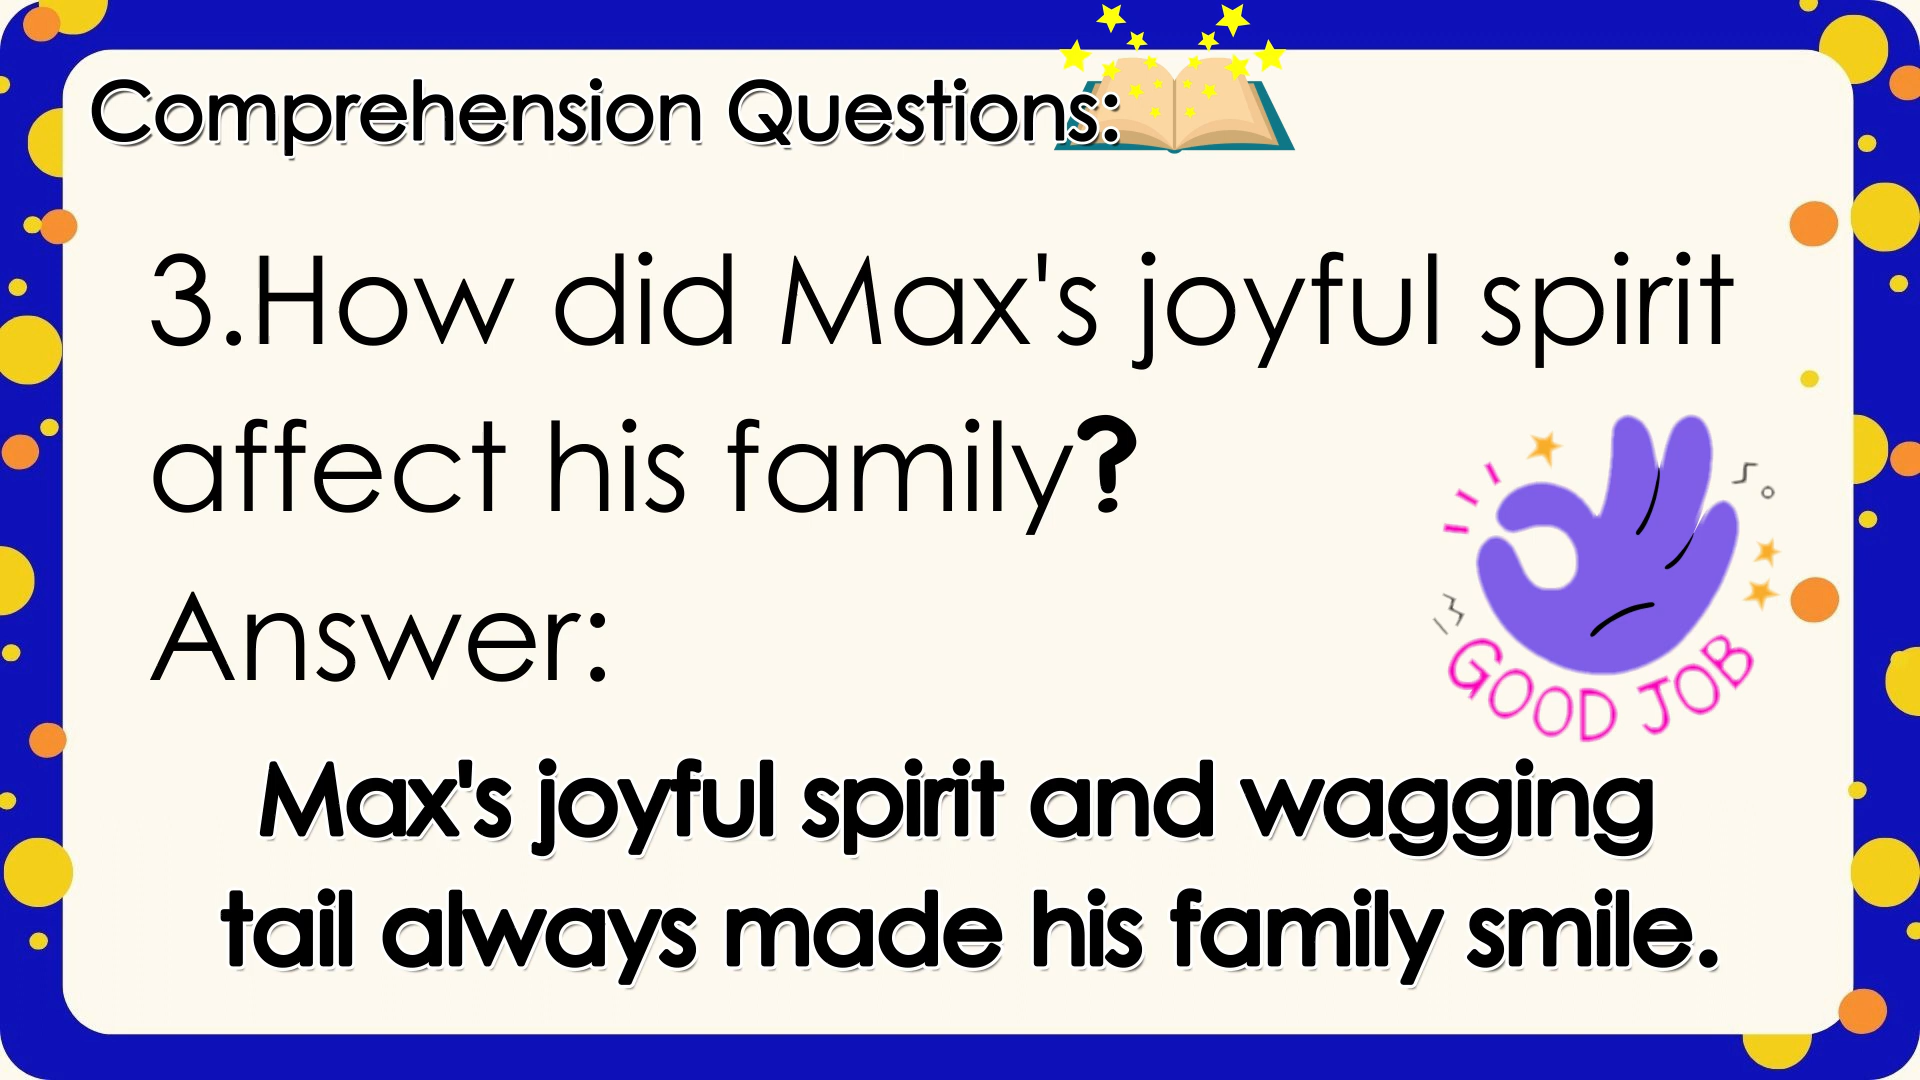 Comprehension Questions:
3.How did Max's joyful spirit
affect his family?
Answer:
GOOD JOB
Max's joyful spirit and wagging
tail always made his family smile.